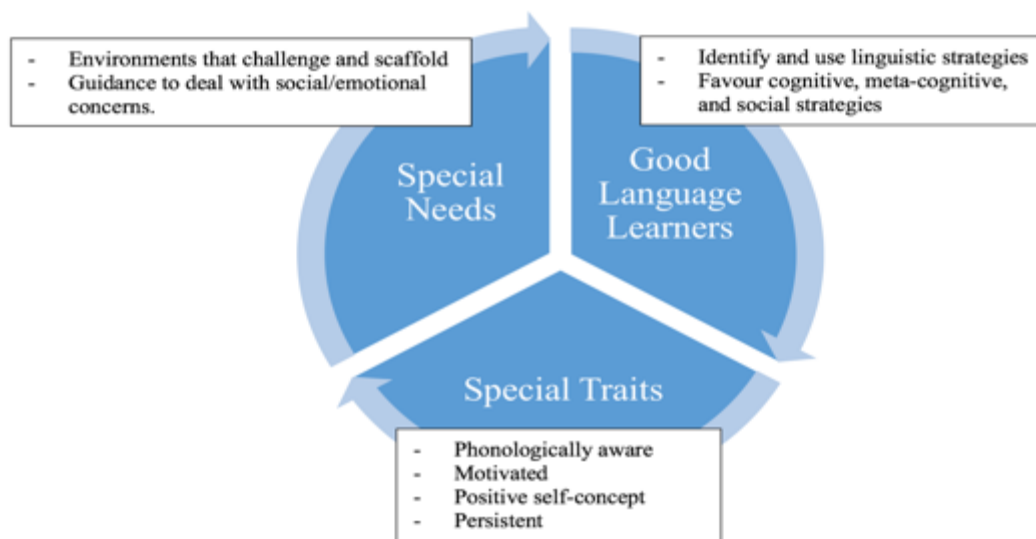 - Environments that challenge and scaffold
- Guidance to deal with social/emotional
concerns.
- Identify and use linguistic strategies
- Favour cognitive, meta-cognitive,
and social strategies
Special
Needs
Good
Language
Learners
Special Traits
- Phonologically aware
- Motivated
- Positive self-concept
- Persistent